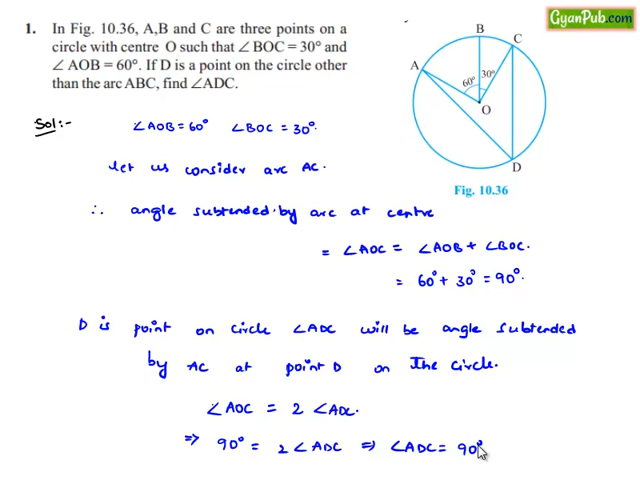 GyanPub.com
1. In Fig. 10.36, A,B and C are three points on a
circle with centre O such that ∠ BOC = 30° and
∠ AOB = 60°. If D is a point on the circle other
than the arc ABC, find ∠ADC.
B
C
A
60°
30°
O
D
Fig. 10.36
Sol:-
∠AOB = 60° ∠BOC = 30°.
Let us consider arc AC.
∴ angle subtended by arc at centre
= ∠AOC = ∠AOB + ∠BOC.
= 60° + 30° = 90°.
D is point on circle ∠ADC will be angle subtended
by AC at point D on The circle.
∠AOC = 2 ∠ADC.
⇒ 90° = 2 ∠ADC ⇒ ∠ADC = 90°